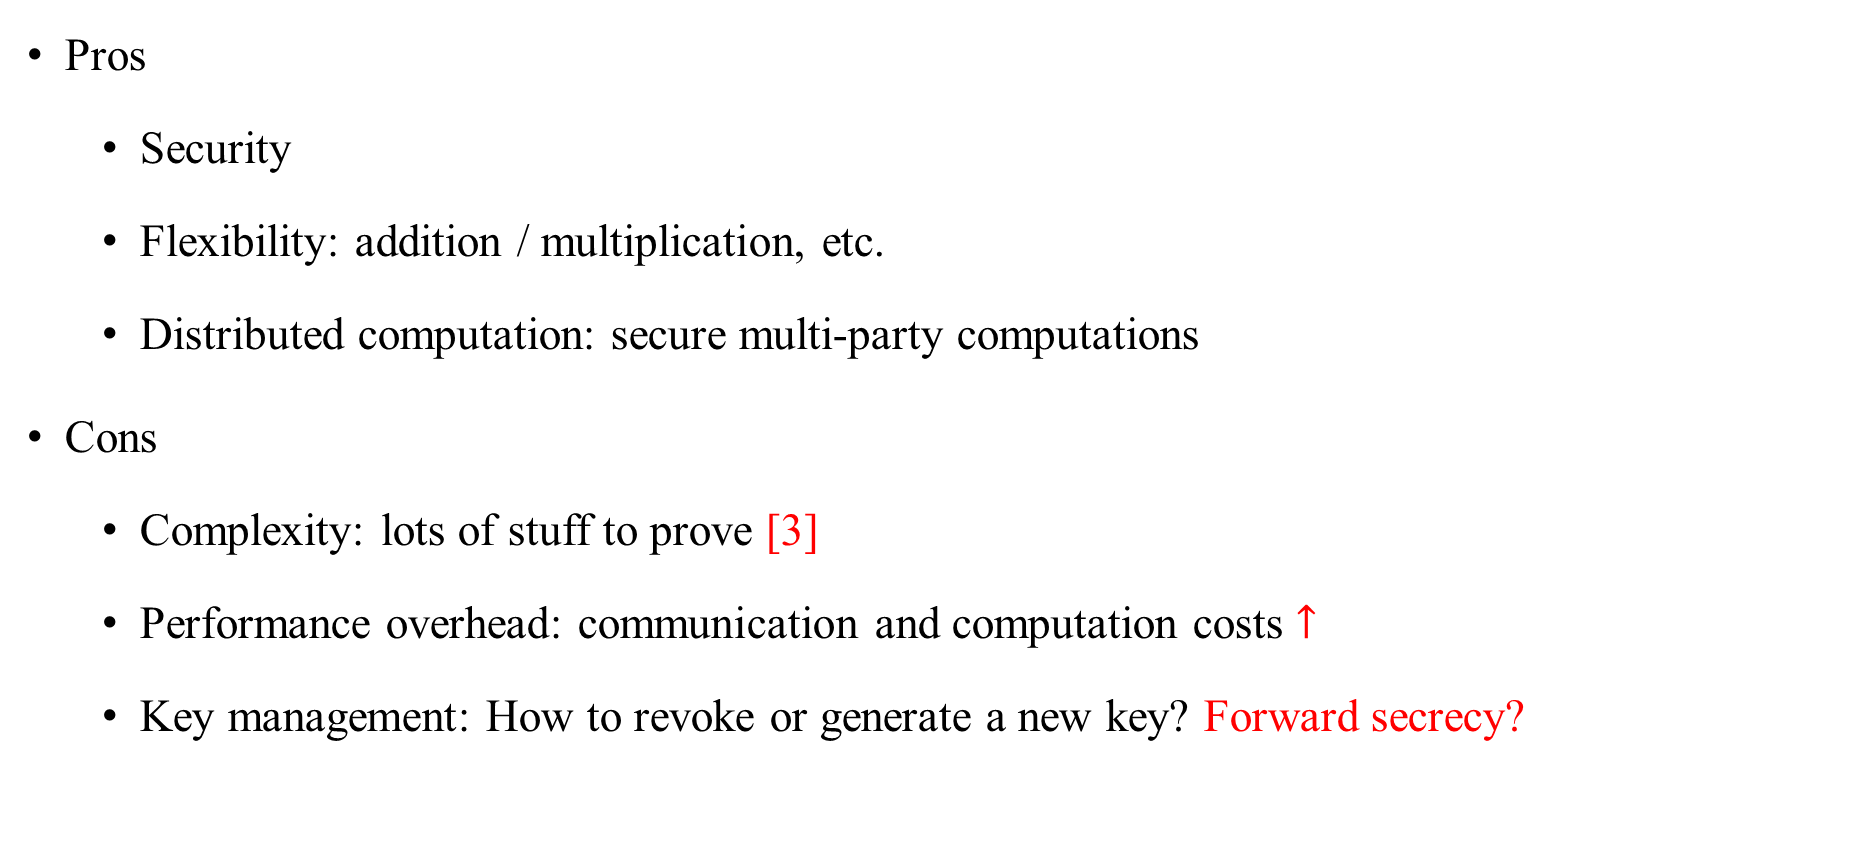 • Pros
• Security
• Flexibility: addition / multiplication, etc.
• Distributed computation: secure multi-party computations
• Cons
• Complexity: lots of stuff to prove [3]
• Performance overhead: communication and computation costs ↑
• Key management: How to revoke or generate a new key? Forward secrecy?